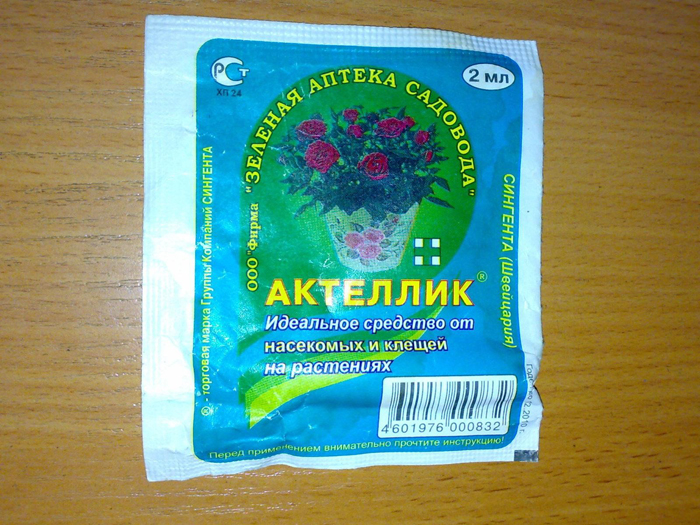 РСТ
ХП 24
2 мл
ООО "Фирма "ЗЕЛЕНАЯ АПТЕКА САДОВОДА"
® - торговая марка Группы Компаний СИНГЕНТА
СИНГЕНТА (Швейцария)
АКТЕЛЛИК®
Идеальное средство от
насекомых и клещей
на растениях
4 601976 000832
Перед применением внимательно прочтите инструкцию!